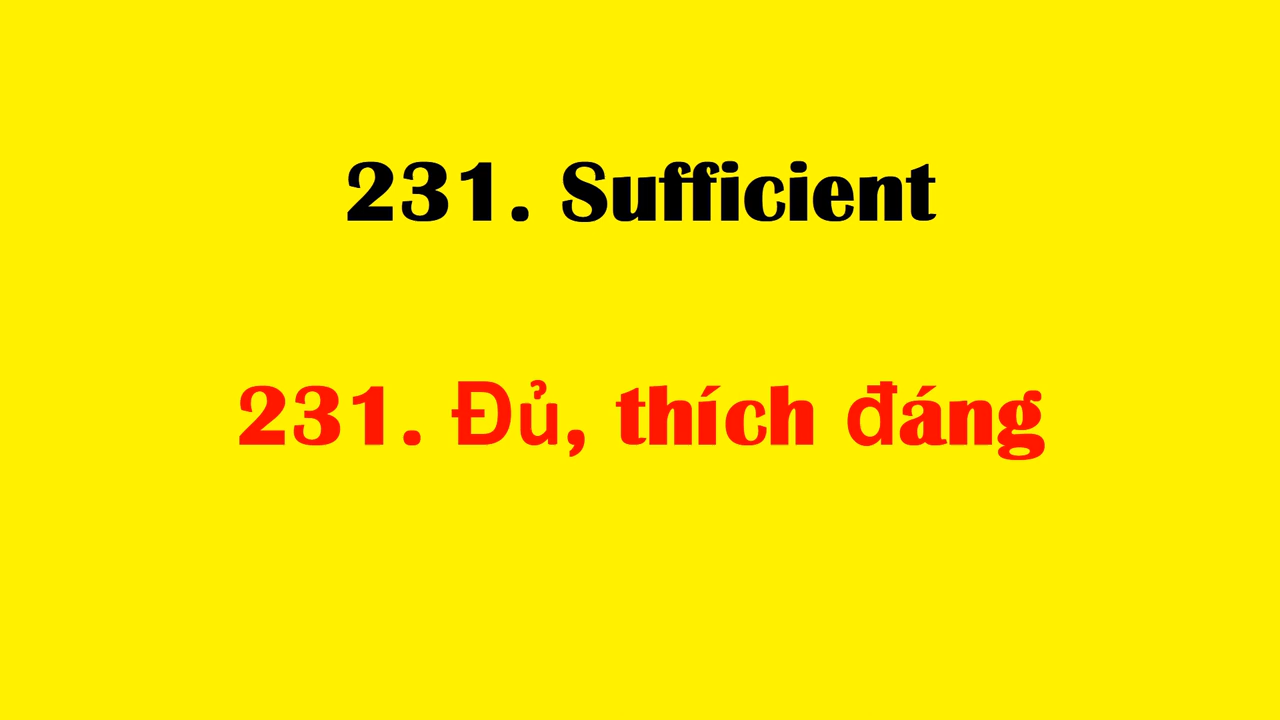 231. Sufficient
231. Đủ, thích đáng